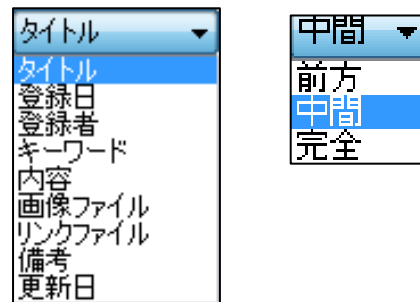 タイトル
タイトル
登録日
登録者
キーワード
内容
画像ファイル
リンクファイル
備考
更新日
中間
前方
中間
完全